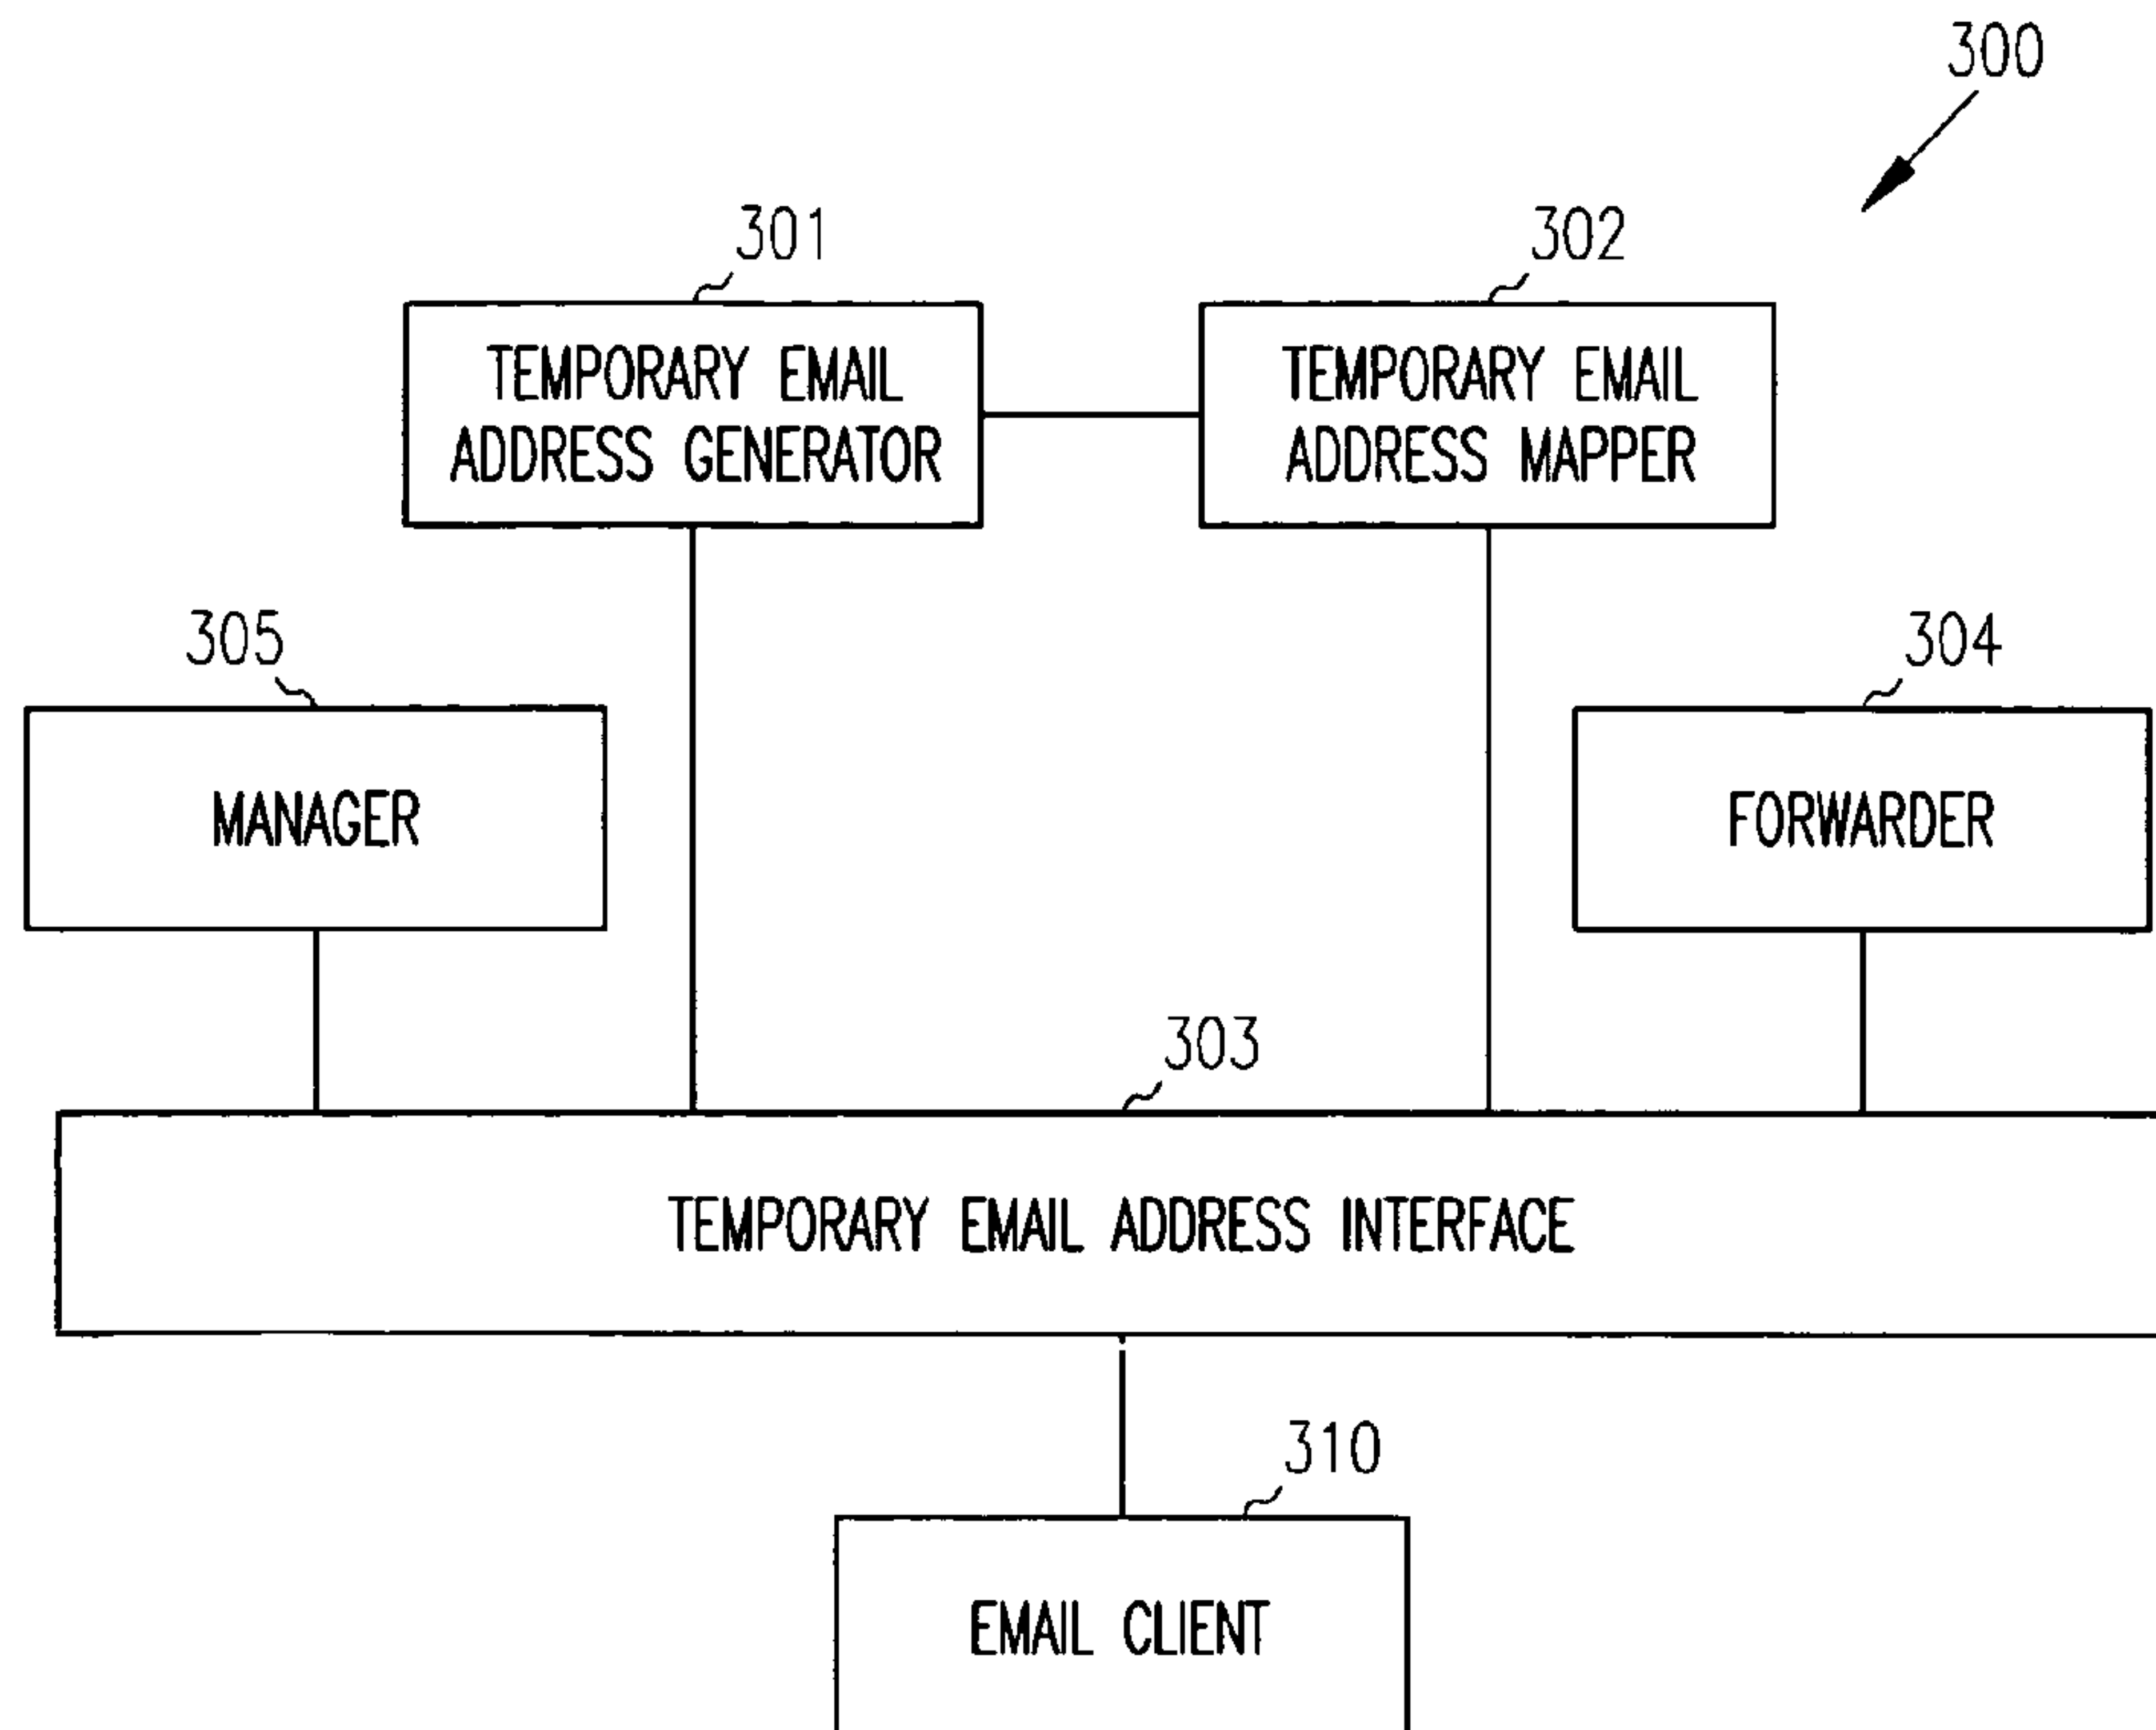 300
301
302
TEMPORARY EMAIL
ADDRESS GENERATOR
TEMPORARY EMAIL
ADDRESS MAPPER
305
304
MANAGER
FORWARDER
303
TEMPORARY EMAIL ADDRESS INTERFACE
310
EMAIL CLIENT